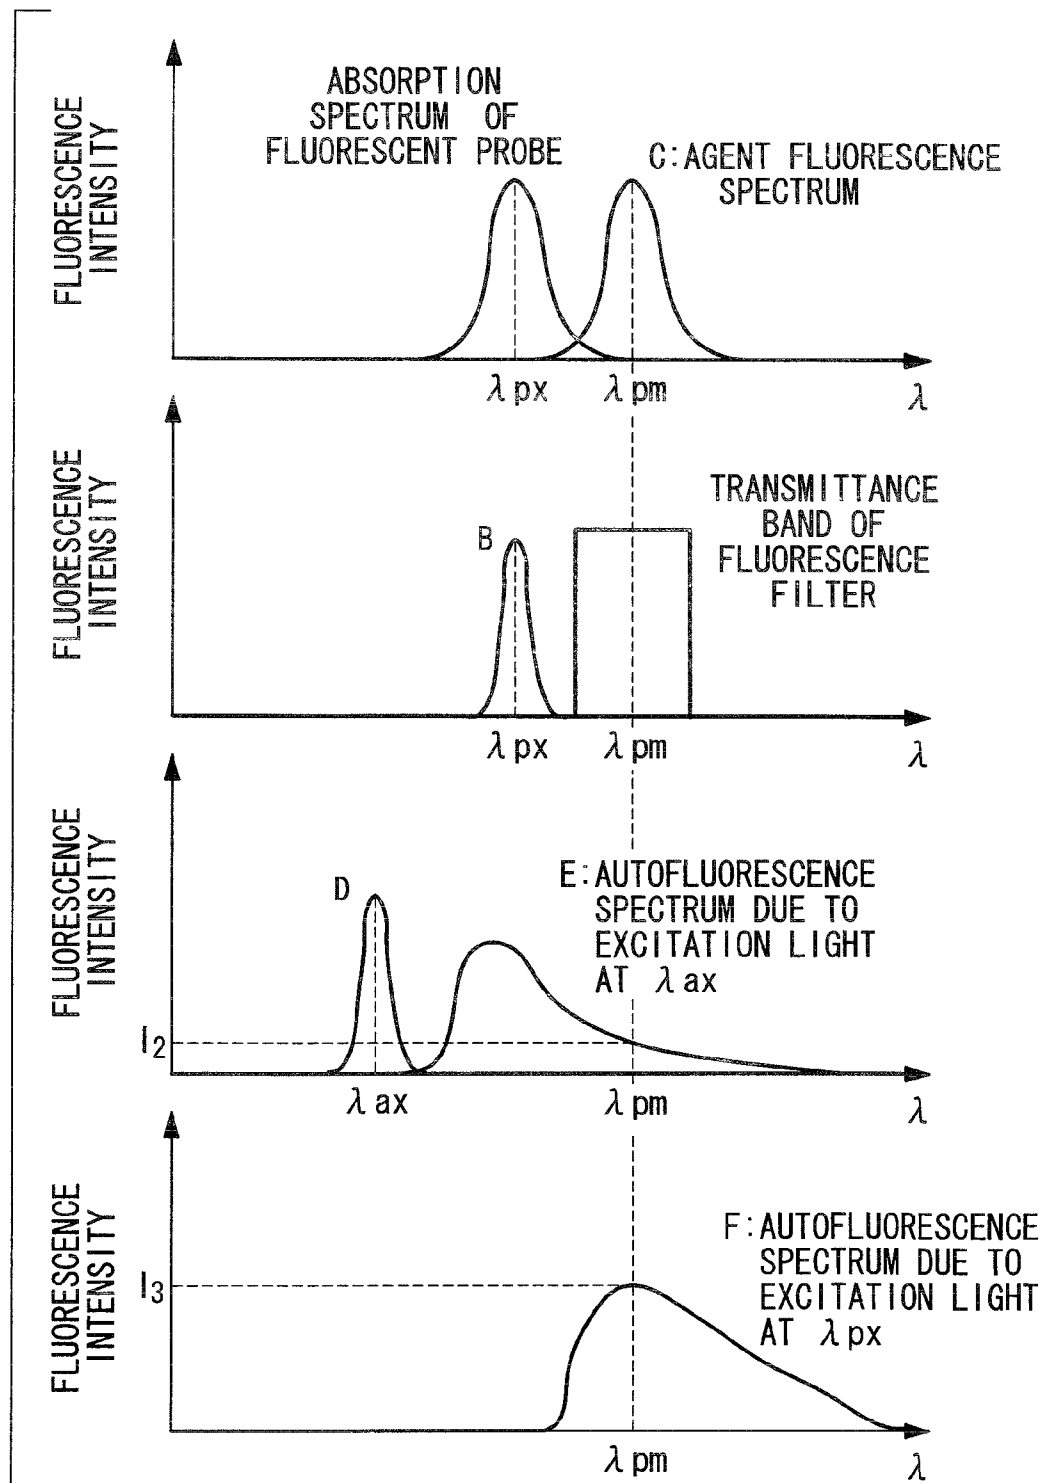 FLUORESCENCE
INTENSITY
ABSORPTION
SPECTRUM OF
FLUORESCENT PROBE
C:AGENT FLUORESCENCE
SPECTRUM
λpx
λpm
λ
FLUORESCENCE
INTENSITY
B
TRANSMITTANCE
BAND OF
FLUORESCENCE
FILTER
λpx
λpm
λ
FLUORESCENCE
INTENSITY
D
E:AUTOFLUORESCENCE
SPECTRUM DUE TO
EXCITATION LIGHT
AT λax
I2
λax
λpm
λ
FLUORESCENCE
INTENSITY
I3
F:AUTOFLUORESCENCE
SPECTRUM DUE TO
EXCITATION LIGHT
AT λpx
λpm
λ